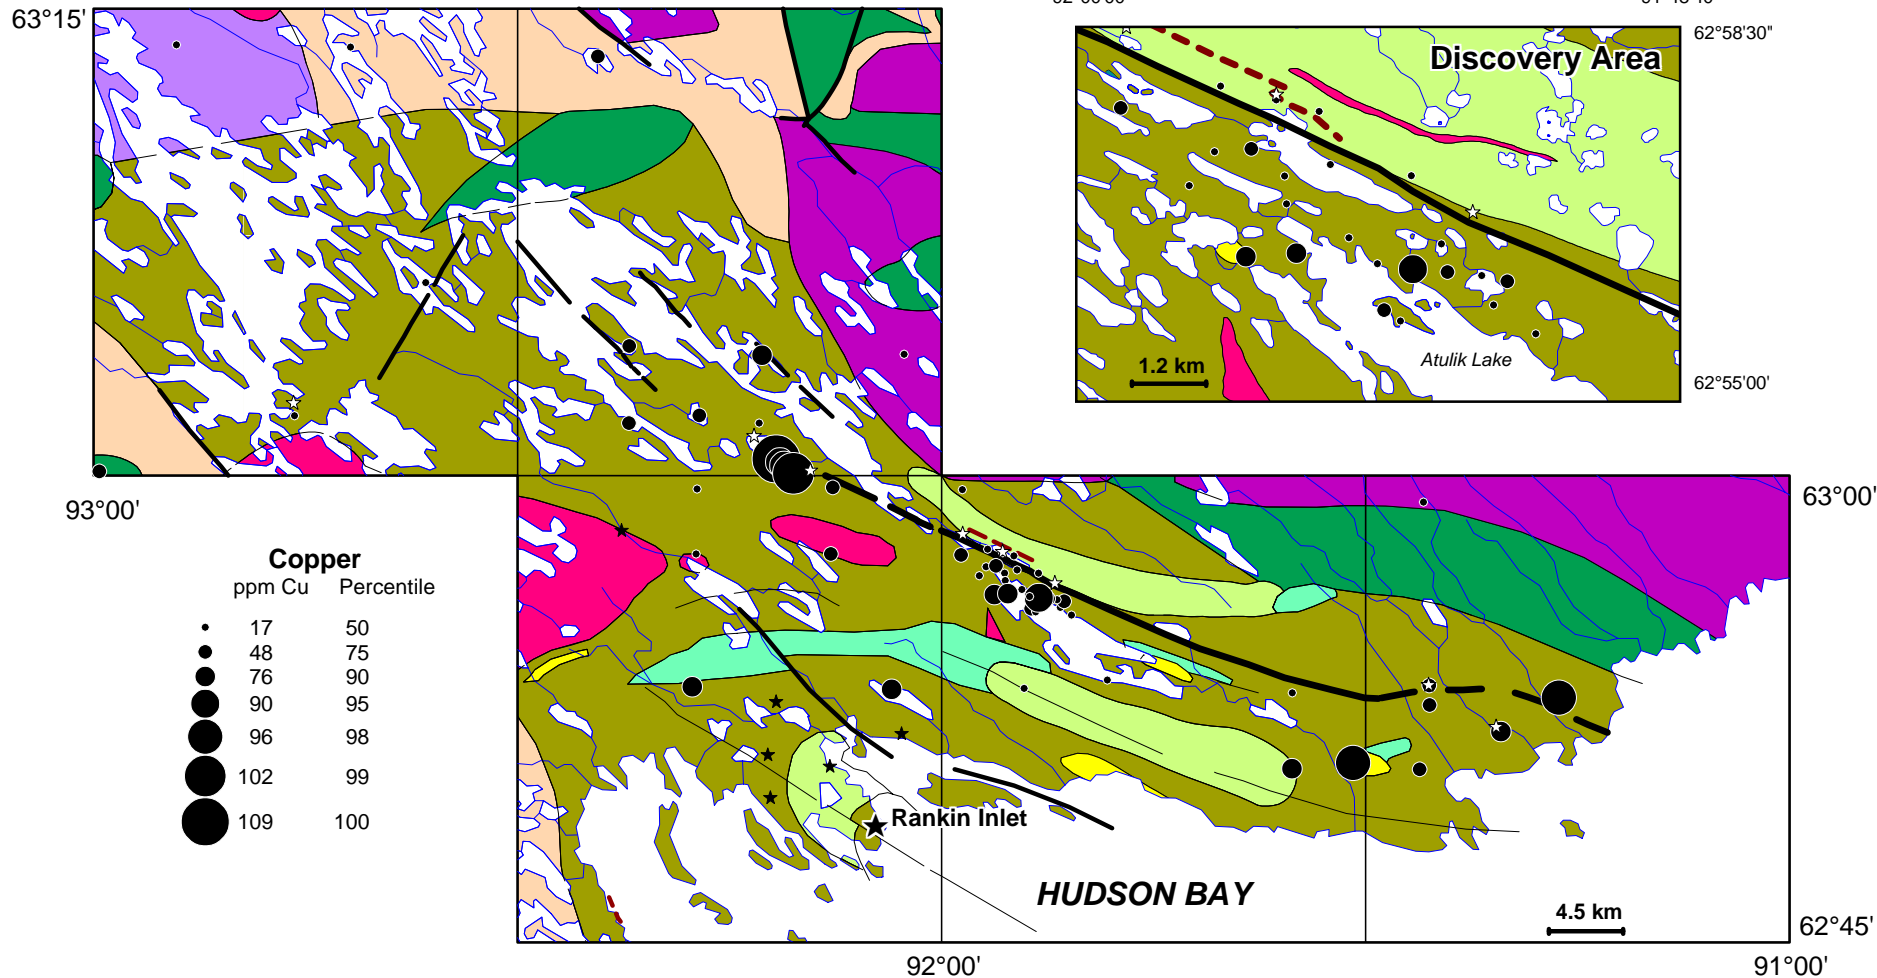 63°15'
62°58'30"
Discovery Area
1.2 km
Atulik Lake
62°55'00'
93°00'
63°00'
Copper
ppm Cu Percentile
17 50
48 75
76 90
90 95
96 98
102 99
109 100
Rankin Inlet
HUDSON BAY
4.5 km
62°45'
92°00'
91°00'